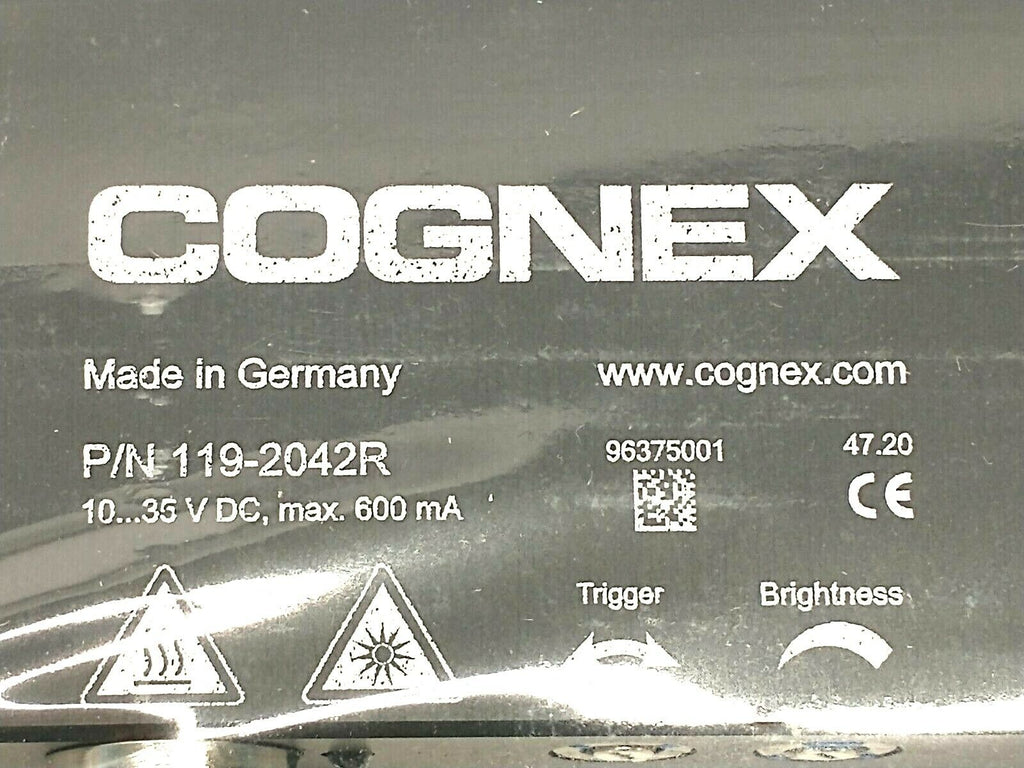 COGNEX
Made in Germany
www.cognex.com
P/N 119-2042R
10...35 V DC, max. 600 mA
96375001
47.20
CE
Trigger
Brightness